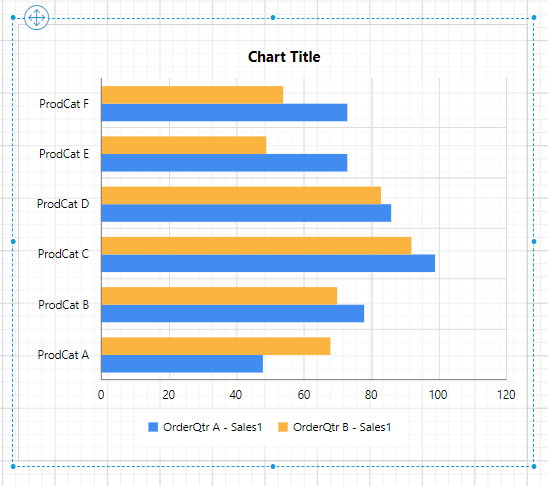 Chart Title
ProdCat F
ProdCat E
ProdCat D
ProdCat C
ProdCat B
ProdCat A
0 20 40 60 80 100 120
OrderQtr A - Sales1 OrderQtr B - Sales1